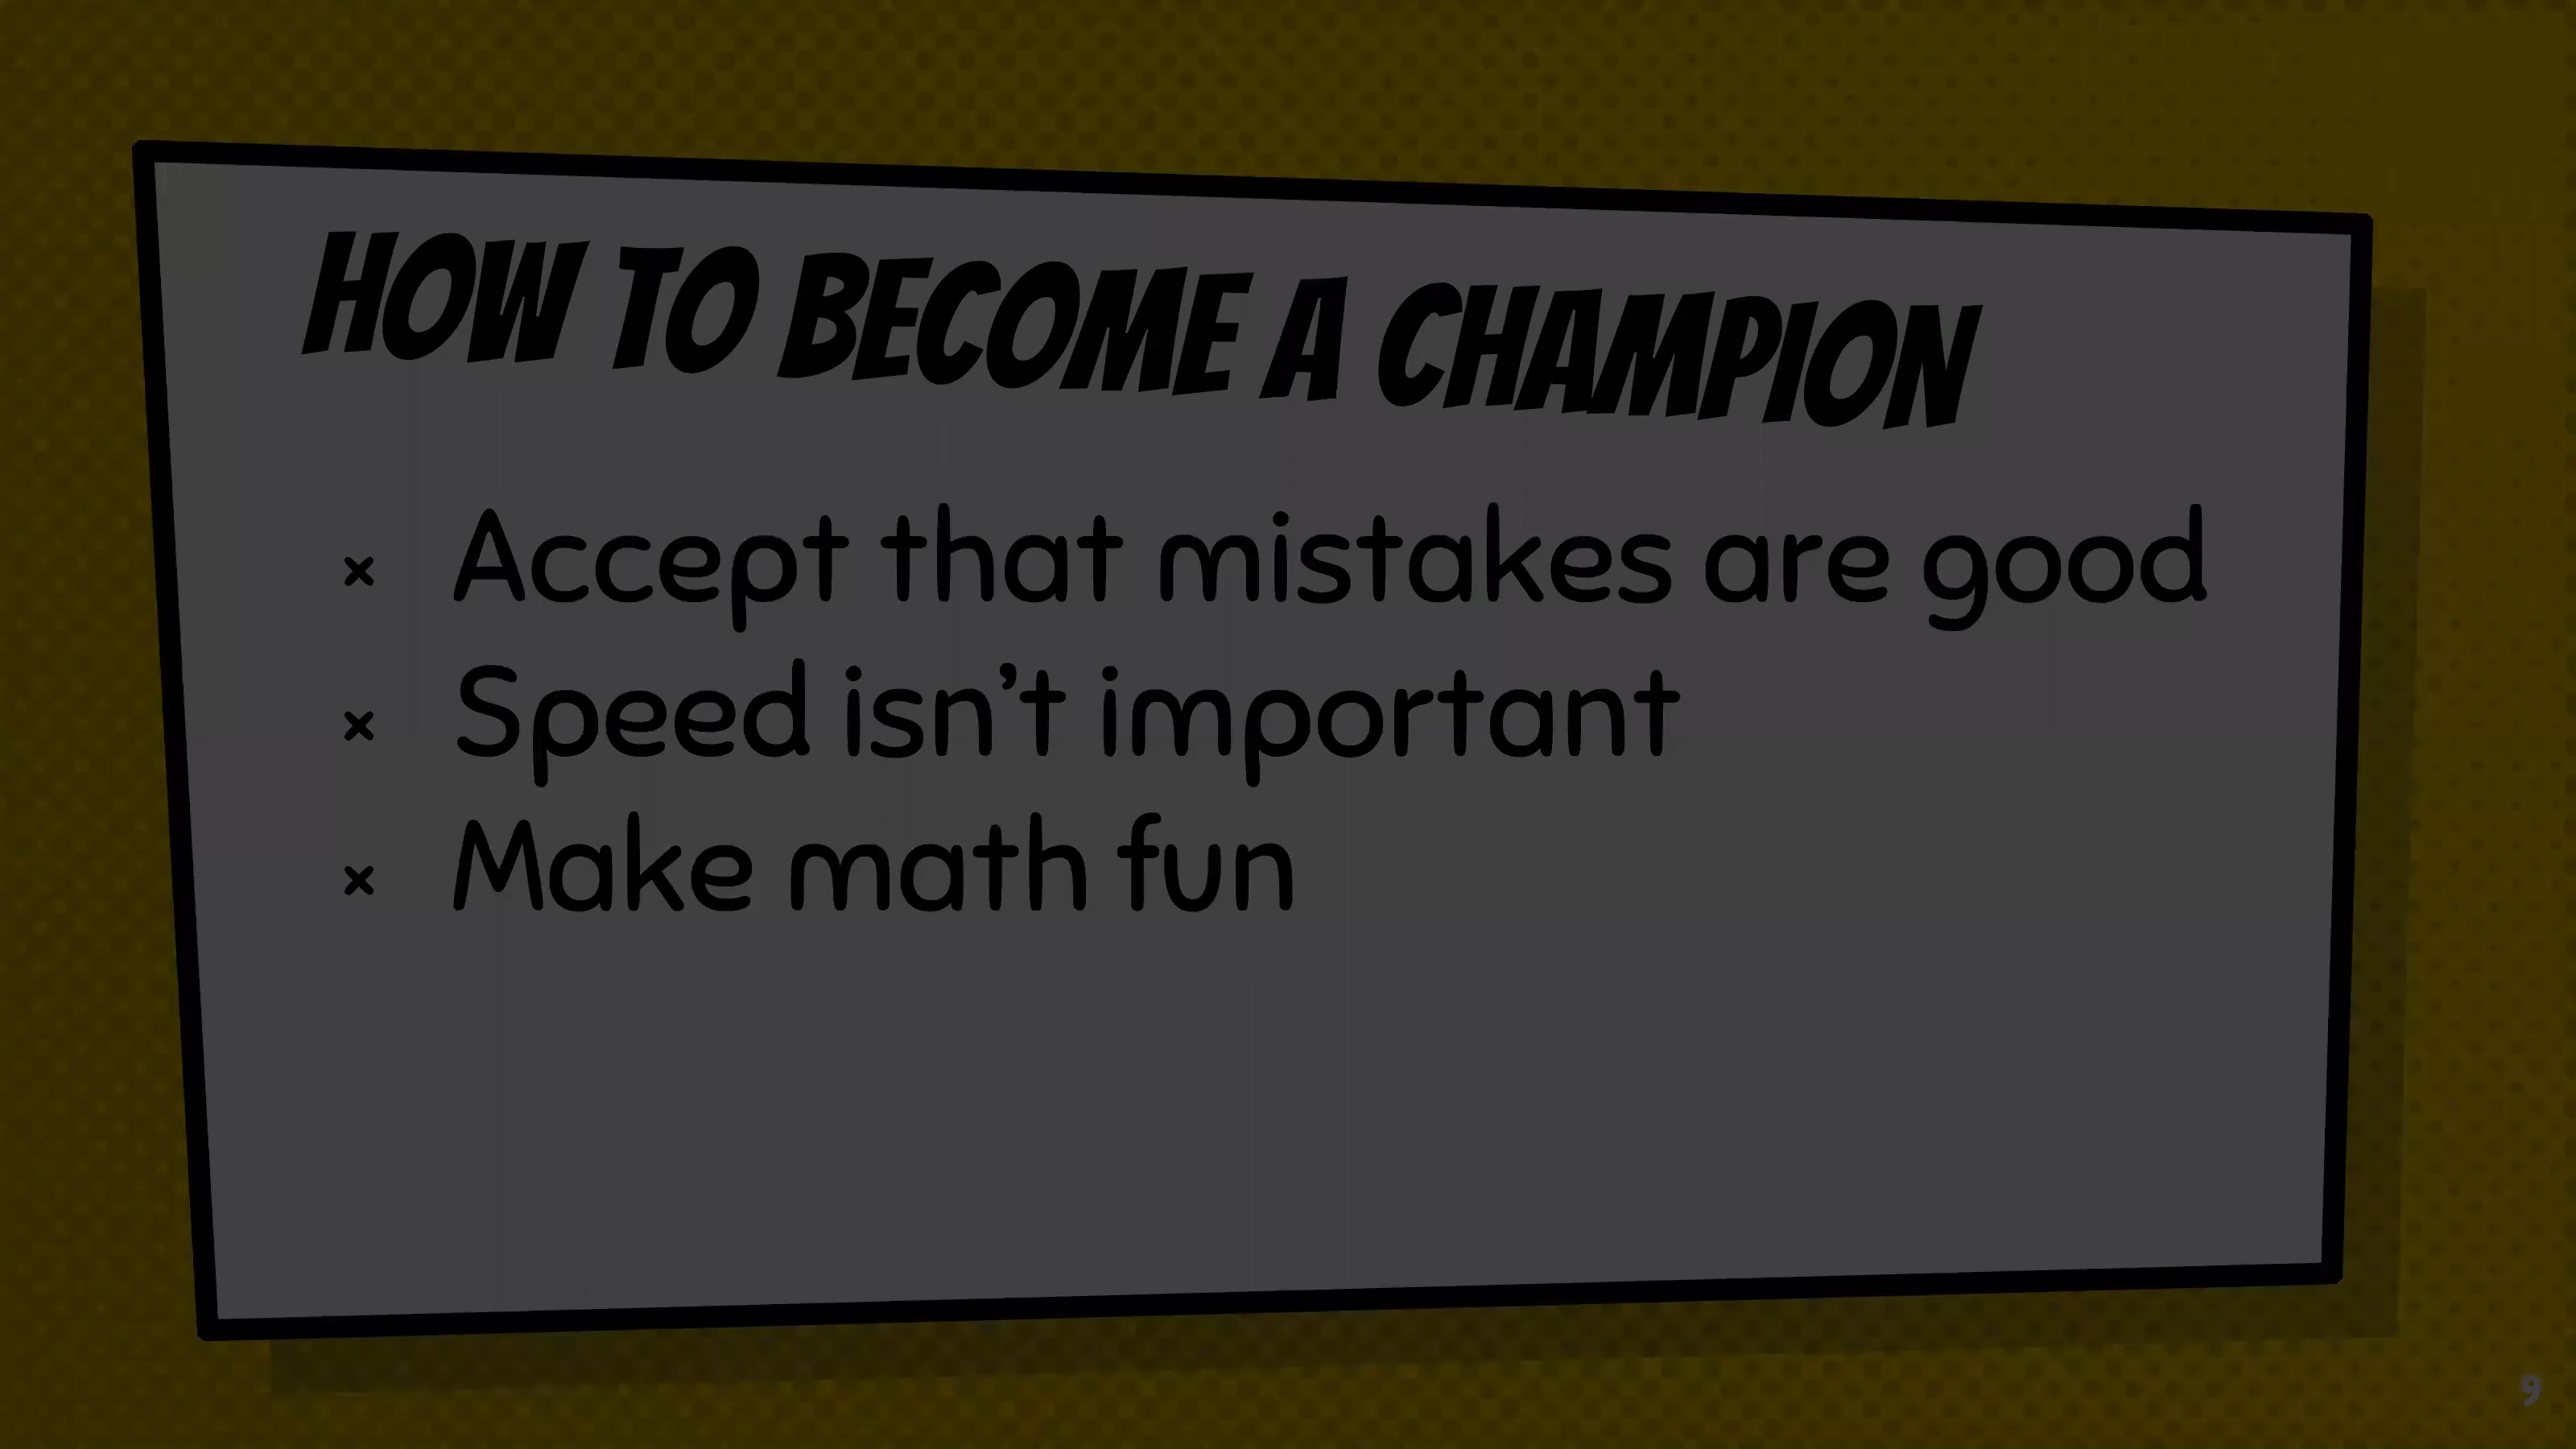 HOW TO BECOME A CHAMPION
× Accept that mistakes are good
× Speed isn’t important
× Make math fun
9